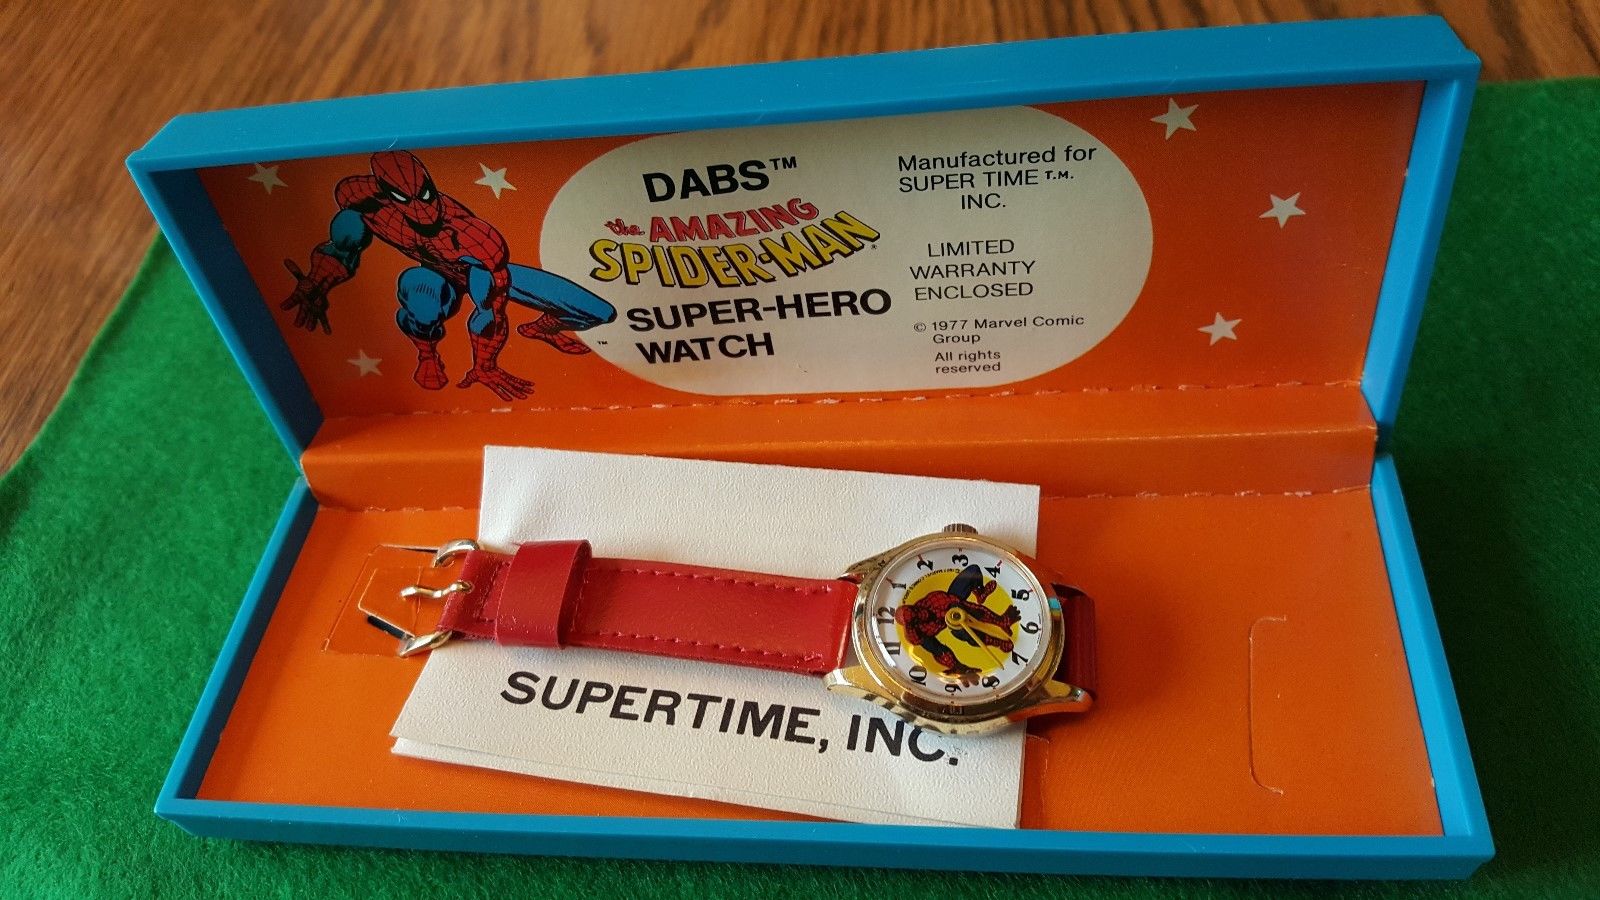 DABS™
the AMAZING
SPIDER-MAN®
SUPER-HERO
WATCH
™
Manufactured for
SUPER TIME T.M.
INC.
LIMITED
WARRANTY
ENCLOSED
© 1977 Marvel Comic
Group
All rights
reserved
SUPERTIME, INC.
12
1
2
3
4
5
6
7
8
9
10
11